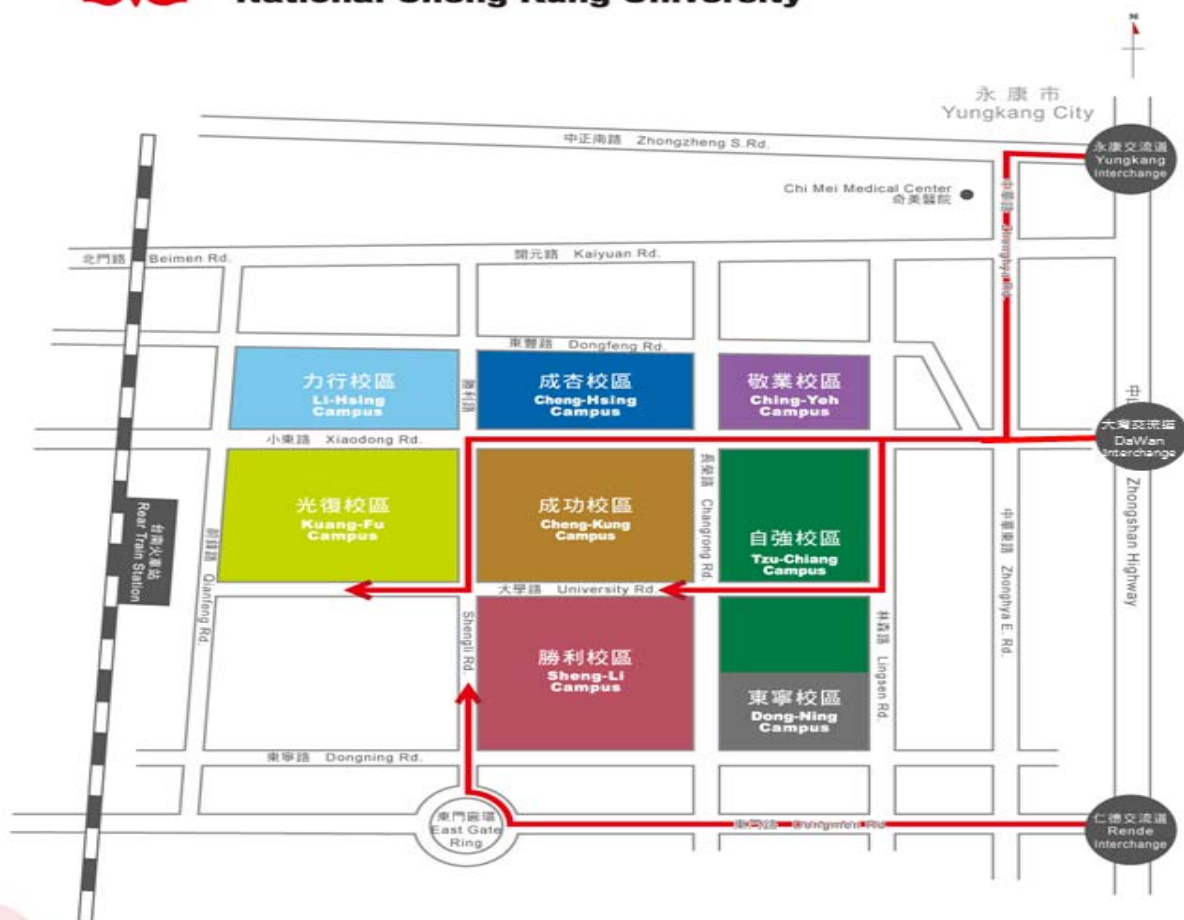 National Cheng Kung University
N
永康市
Yungkang City
中正南路 Zhongzheng S.Rd.
永康交流道
Yungkang
Interchange
Chi Mei Medical Center
奇美醫院
中華路
北門路 Beimen Rd.
開元路 Kaiyuan Rd.
東豐路 Dongfeng Rd.
力行校區
Li-Hsing
Campus
勝利路
成杏校區
Cheng-Hsing
Campus
敬業校區
Ching-Yeh
Campus
小東路 Xiaodong Rd.
大灣交流道
DaWan
Interchange
光復校區
Kuang-Fu
Campus
成功校區
Cheng-Kung
Campus
長榮路 Changrong Rd.
自強校區
Tzu-Chiang
Campus
台南火車站
Rear Train Station
前鋒路 Qianfeng Rd.
中華東路 Zhonghya E. Rd.
Zhongshan Highway
大學路 University Rd.
Shengli Rd.
勝利校區
Sheng-Li
Campus
林森路 Lingsen Rd.
東寧校區
Dong-Ning
Campus
東寧路 Dongning Rd.
東門圓環
East Gate
Ring
東門路 Dongmen Rd
仁德交流道
Rende
Interchange